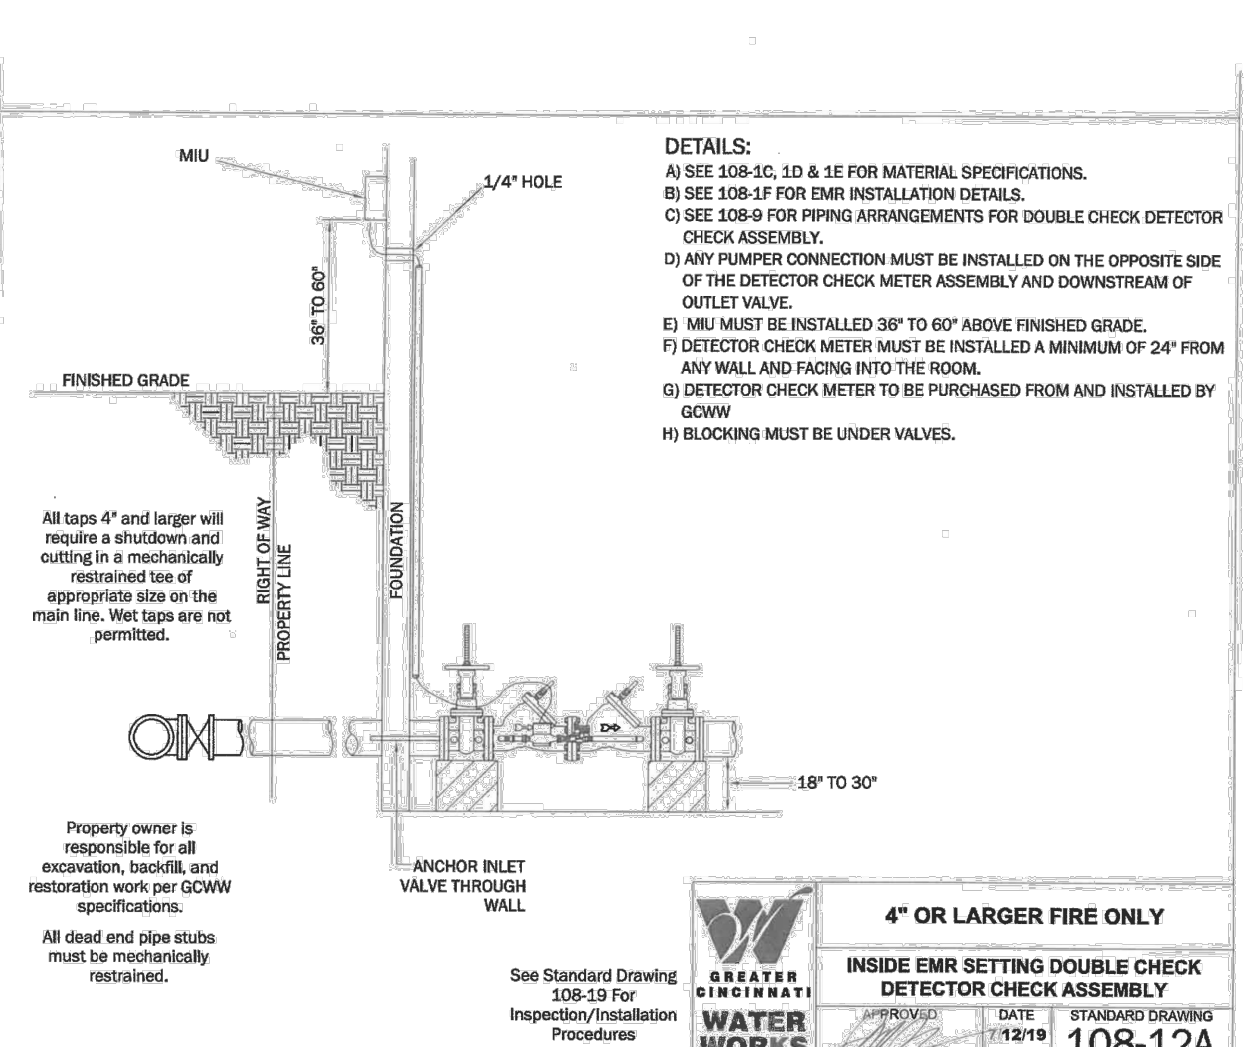 MIU
1/4" HOLE
36" TO 60"
FINISHED GRADE
DETAILS:
A) SEE 108-1C, 1D & 1E FOR MATERIAL SPECIFICATIONS.
B) SEE 108-1F FOR EMR INSTALLATION DETAILS.
C) SEE 108-9 FOR PIPING ARRANGEMENTS FOR DOUBLE CHECK DETECTOR
CHECK ASSEMBLY.
D) ANY PUMPER CONNECTION MUST BE INSTALLED ON THE OPPOSITE SIDE
OF THE DETECTOR CHECK METER ASSEMBLY AND DOWNSTREAM OF
OUTLET VALVE.
E) MIU MUST BE INSTALLED 36" TO 60" ABOVE FINISHED GRADE.
F) DETECTOR CHECK METER MUST BE INSTALLED A MINIMUM OF 24" FROM
ANY WALL AND FACING INTO THE ROOM.
G) DETECTOR CHECK METER TO BE PURCHASED FROM AND INSTALLED BY
GCWW
H) BLOCKING MUST BE UNDER VALVES.
All taps 4" and larger will
require a shutdown and
cutting in a mechanically
restrained tee of
appropriate size on the
main line. Wet taps are not
permitted.
RIGHT OF WAY
PROPERTY LINE
FOUNDATION
18" TO 30"
Property owner is
responsible for all
excavation, backfill, and
restoration work per GCWW
specifications.
All dead end pipe stubs
must be mechanically
restrained.
ANCHOR INLET
VALVE THROUGH
WALL
See Standard Drawing
108-19 For
Inspection/Installation
Procedures
GREATER
CINCINNATI
WATER
WORKS
4" OR LARGER FIRE ONLY
INSIDE EMR SETTING DOUBLE CHECK
DETECTOR CHECK ASSEMBLY
APPROVED
DATE
12/19
STANDARD DRAWING
108-12A